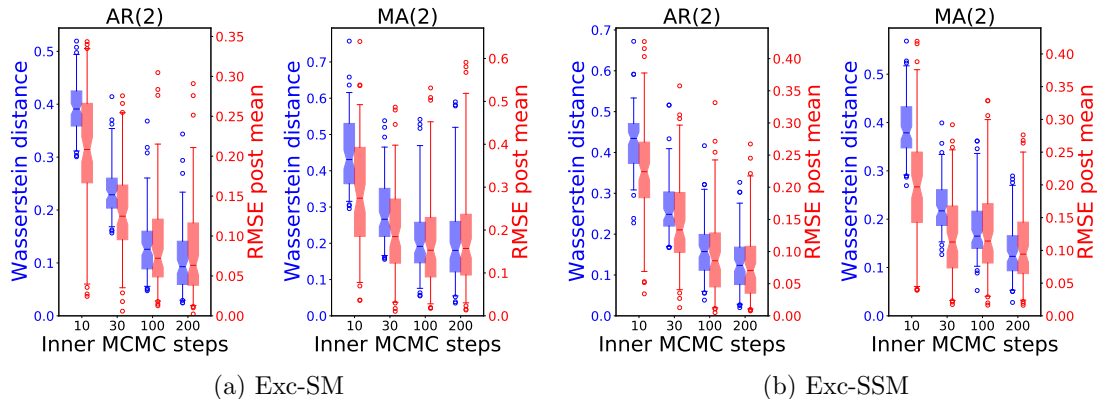 AR(2)
MA(2)
AR(2)
MA(2)
Wasserstein distance
0.5
0.4
0.3
0.2
0.1
0.0
0.35
0.30
0.25
0.20
0.15
0.10
0.05
0.00
RMSE post mean
10 30 100 200
Inner MCMC steps
Wasserstein distance
0.7
0.6
0.5
0.4
0.3
0.2
0.1
0.0
0.6
0.5
0.4
0.3
0.2
0.1
0.0
RMSE post mean
10 30 100 200
Inner MCMC steps
(a) Exc-SM
Wasserstein distance
0.7
0.6
0.5
0.4
0.3
0.2
0.1
0.0
0.40
0.35
0.30
0.25
0.20
0.15
0.10
0.05
0.00
RMSE post mean
10 30 100 200
Inner MCMC steps
Wasserstein distance
0.5
0.4
0.3
0.2
0.1
0.0
0.40
0.35
0.30
0.25
0.20
0.15
0.10
0.05
0.00
RMSE post mean
10 30 100 200
Inner MCMC steps
(b) Exc-SSM